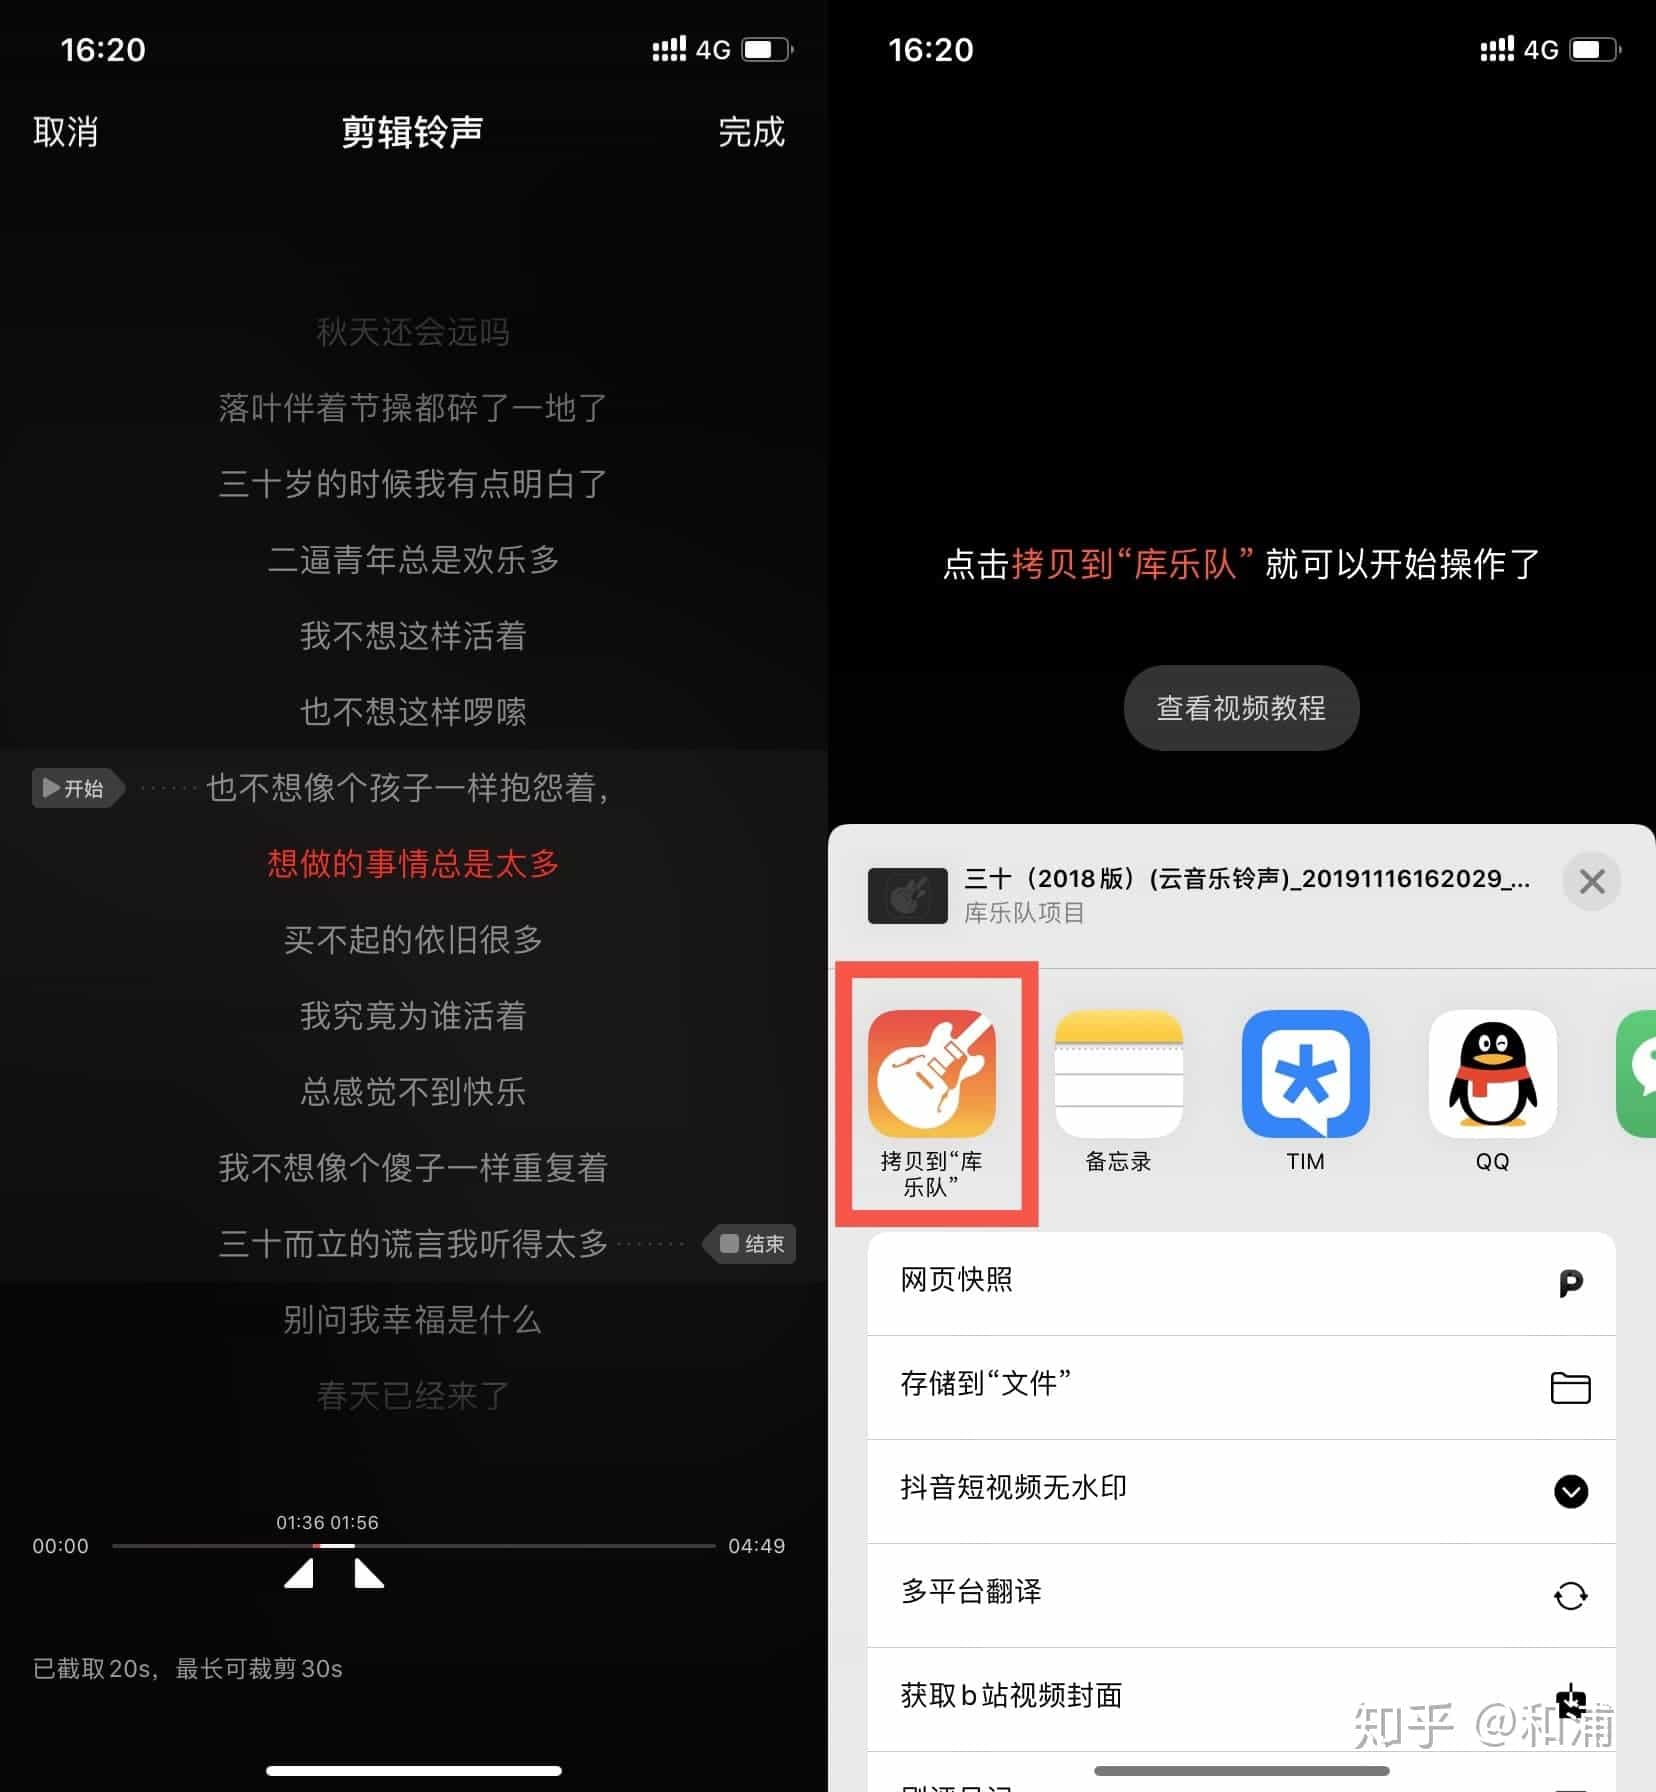 16:20
4G
取消
剪辑铃声
完成
秋天还会远吗
落叶伴着节操都碎了一地了
三十岁的时候我有点明白了
二逼青年总是欢乐多
我不想这样活着
也不想这样啰嗦
开始
也不想像个孩子一样抱怨着,
想做的事情总是太多
买不起的依旧很多
我究竟为谁活着
总感觉不到快乐
我不想像个傻子一样重复着
三十而立的谎言我听得太多
结束
别问我幸福是什么
春天已经来了
01:36 01:56
00:00
04:49
已截取20s，最长可裁剪30s
16:20
4G
点击拷贝到“库乐队” 就可以开始操作了
查看视频教程
三十（2018版）(云音乐铃声)_20191116162029_...
库乐队项目
拷贝到“库
乐队”
备忘录
TIM
QQ
网页快照
存储到“文件”
抖音短视频无水印
多平台翻译
获取b站视频封面
知乎 @和浦